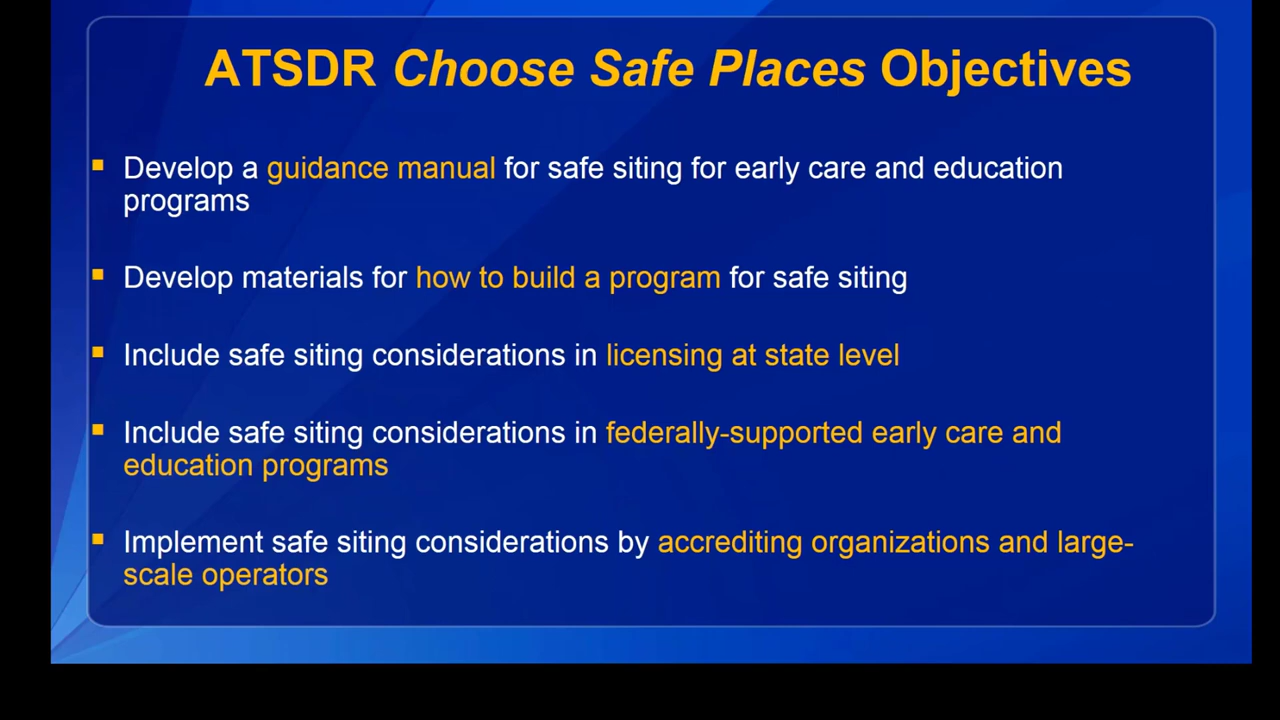 ATSDR Choose Safe Places Objectives
Develop a guidance manual for safe siting for early care and education
programs
Develop materials for how to build a program for safe siting
Include safe siting considerations in licensing at state level
Include safe siting considerations in federally-supported early care and
education programs
Implement safe siting considerations by accrediting organizations and large-
scale operators